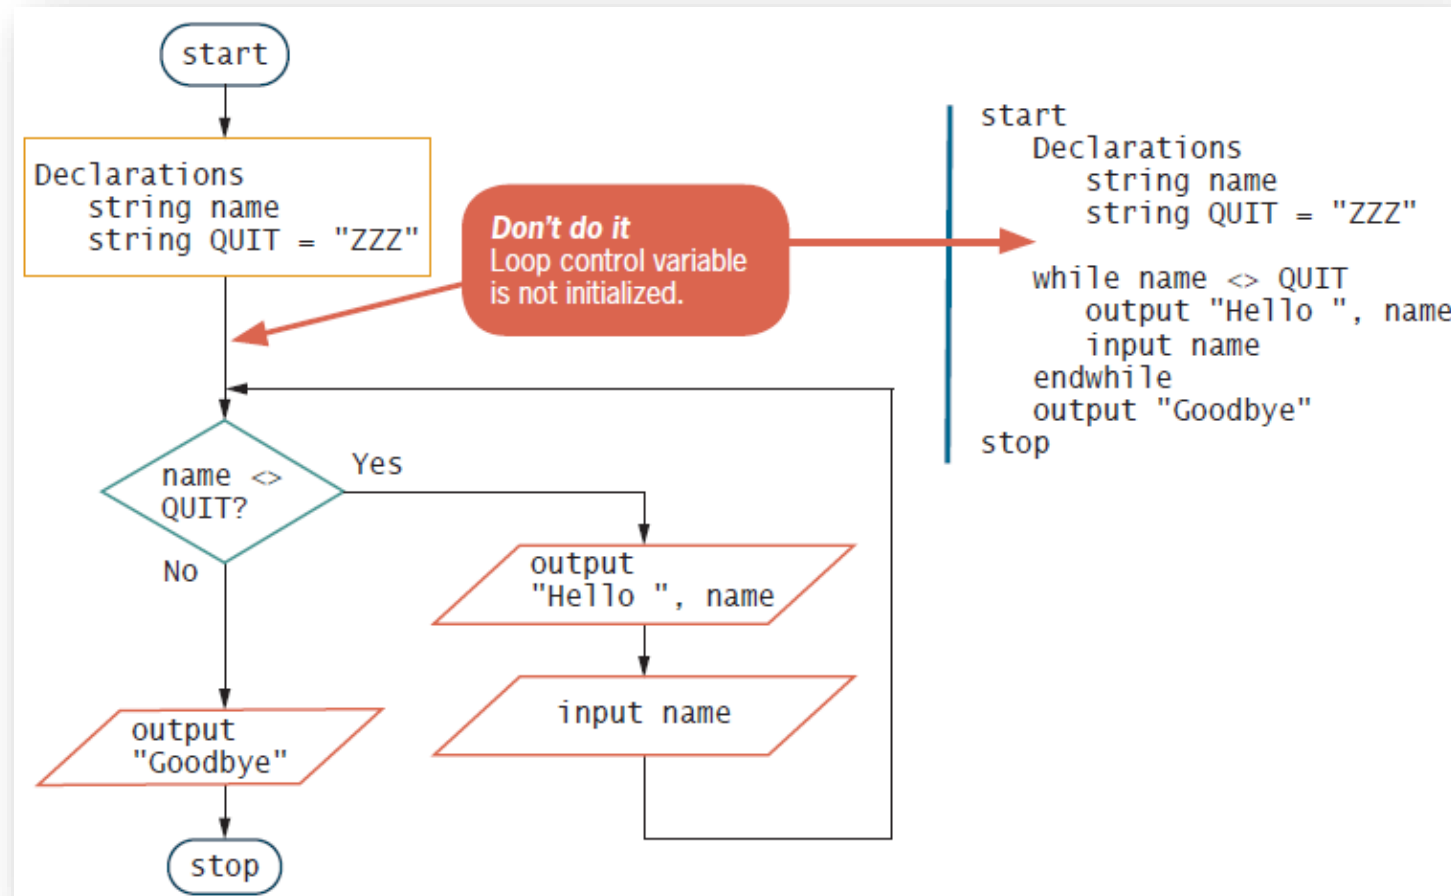 start
Declarations
string name
string QUIT = "ZZZ"
Don't do it
Loop control variable
is not initialized.
name <>
QUIT?
Yes
No
output
"Hello ", name
input name
output
"Goodbye"
stop
start
Declarations
string name
string QUIT = "ZZZ"
while name <> QUIT
output "Hello ", name
input name
endwhile
output "Goodbye"
stop